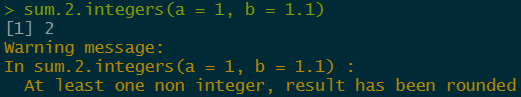 > sum.2.integers(a = 1, b = 1.1)
[1] 2
Warning message:
In sum.2.integers(a = 1, b = 1.1) :
  At least one non integer, result has been rounded